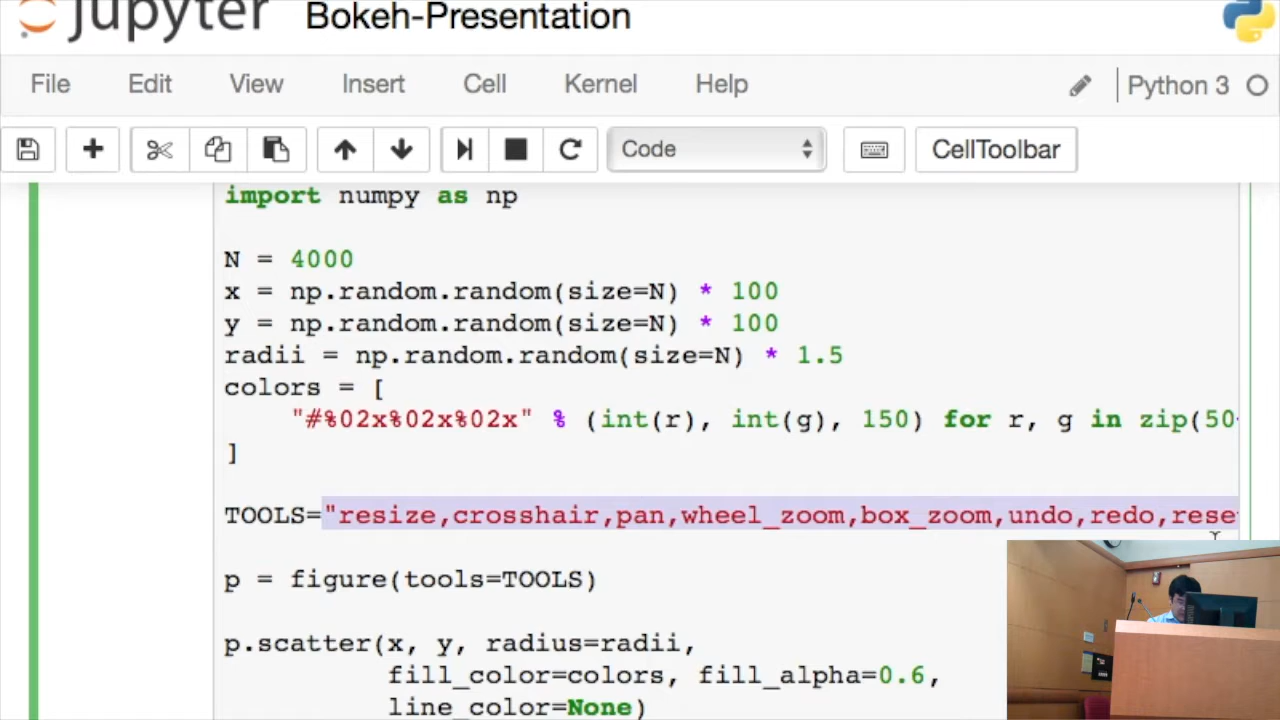 jupyter Bokeh-Presentation
File Edit View Insert Cell Kernel Help Python 3
Code CellToolbar
import numpy as np
N = 4000
x = np.random.random(size=N) * 100
y = np.random.random(size=N) * 100
radii = np.random.random(size=N) * 1.5
colors = [
"#%02x%02x%02x" % (int(r), int(g), 150) for r, g in zip(50
]
TOOLS="resize,crosshair,pan,wheel_zoom,box_zoom,undo,redo,rese
p = figure(tools=TOOLS)
p.scatter(x, y, radius=radii,
fill_color=colors, fill_alpha=0.6,
line_color=None)